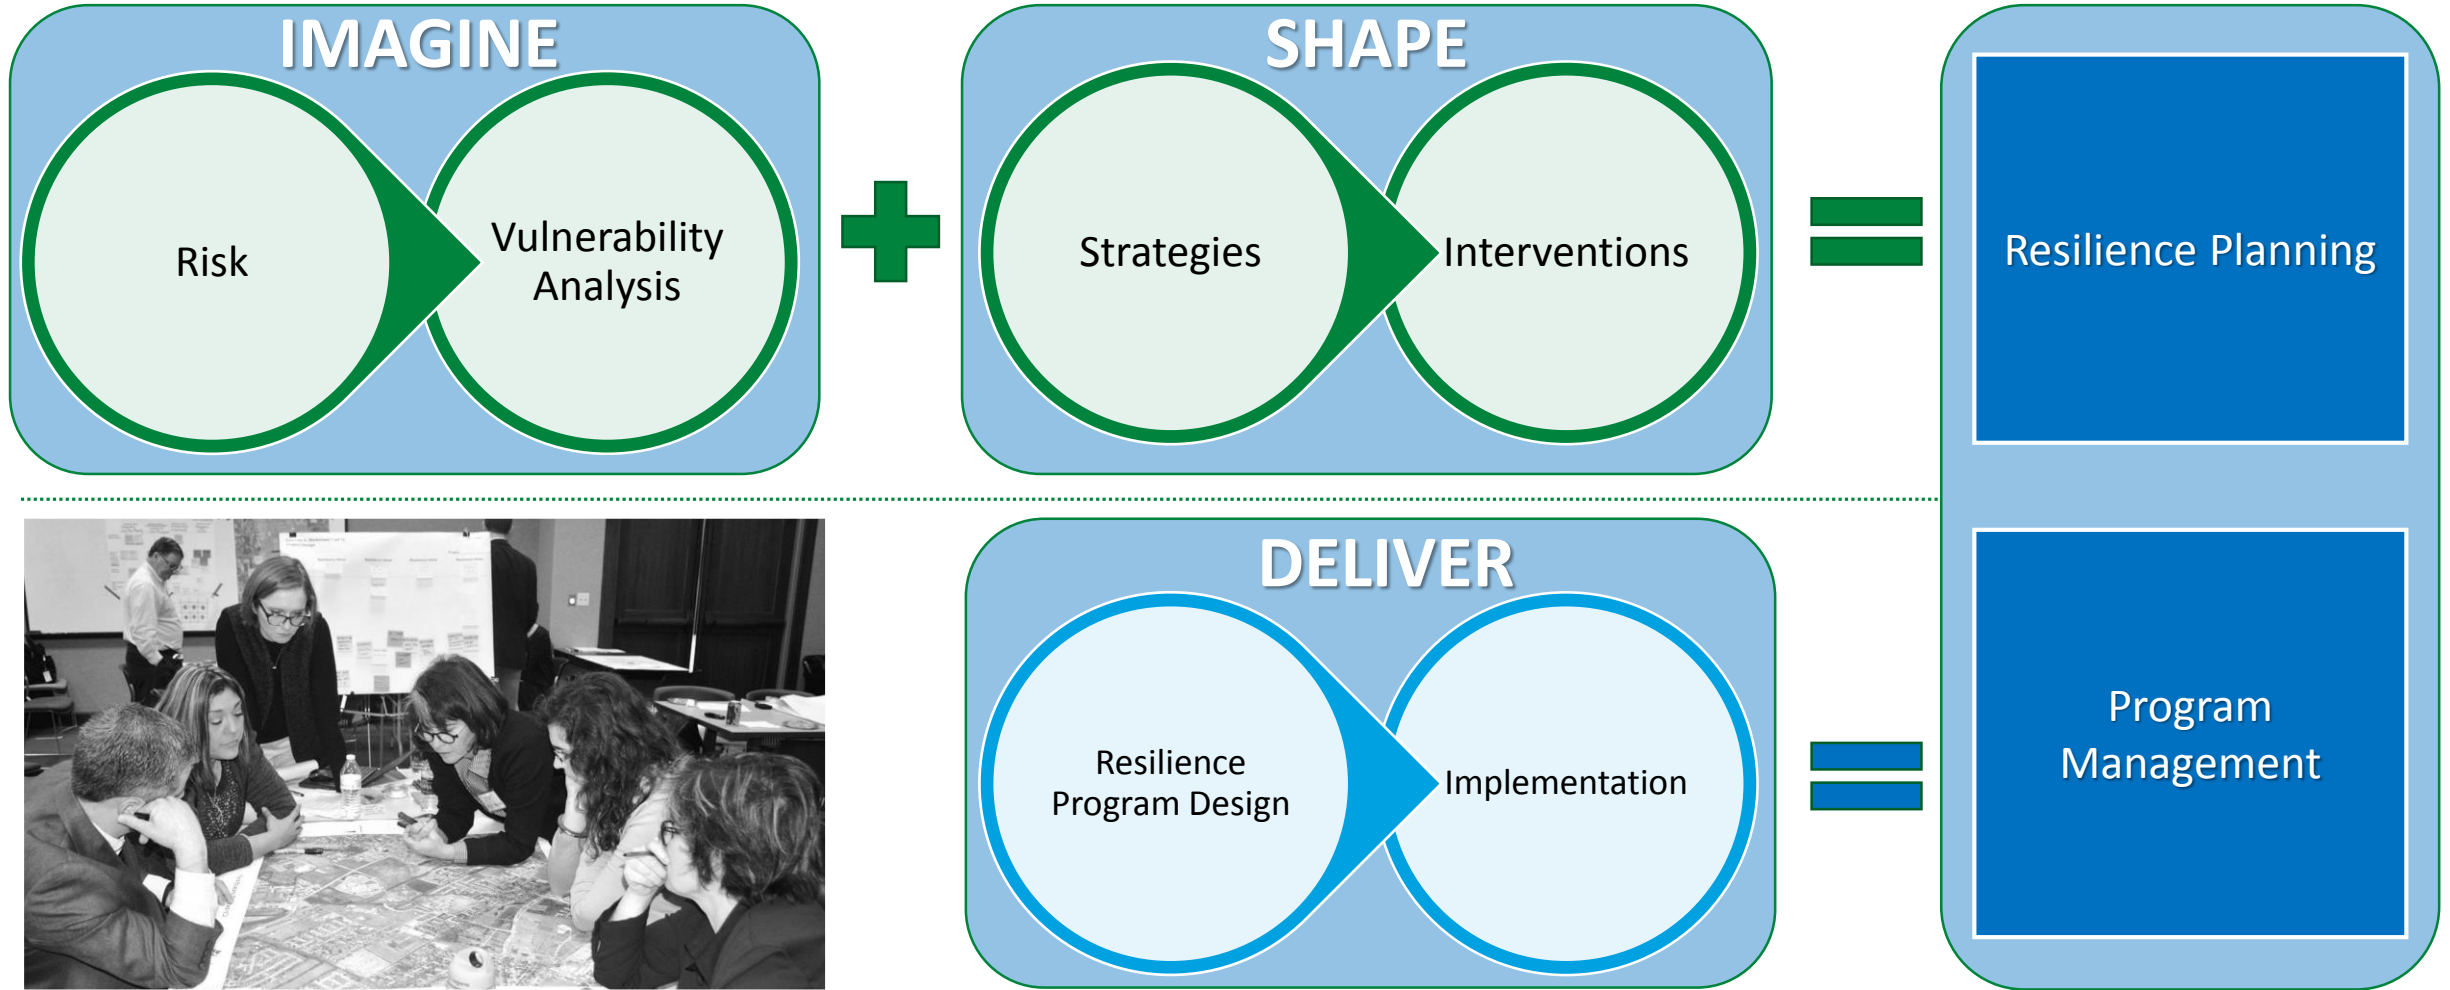 IMAGINE
Risk
Vulnerability
Analysis
SHAPE
Strategies
Interventions
Resilience Planning
DELIVER
Resilience
Program Design
Implementation
Program
Management